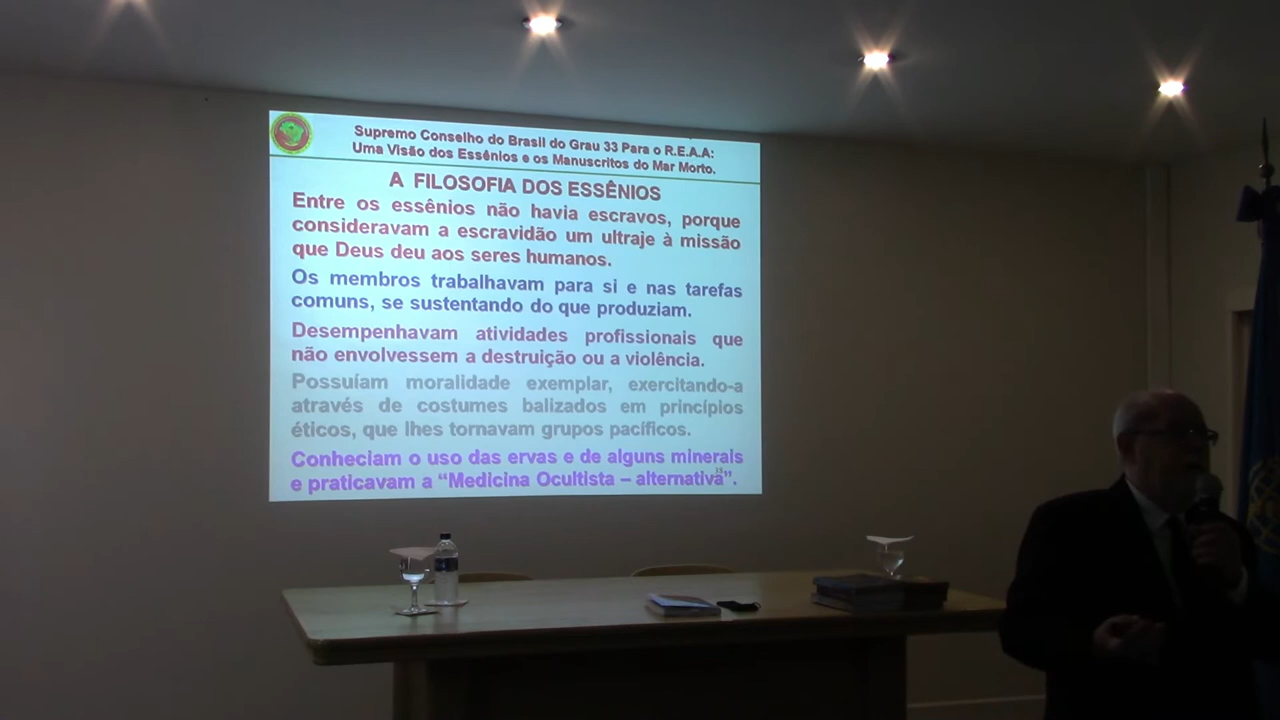 Supremo Conselho do Brasil do Grau 33 Para o R.E.A.A:
Uma Visão dos Essênios e os Manuscritos do Mar Morto.
A FILOSOFIA DOS ESSÊNIOS
Entre os essênios não havia escravos, porque
consideravam a escravidão um ultraje à missão
que Deus deu aos seres humanos.
Os membros trabalhavam para si e nas tarefas
comuns, se sustentando do que produziam.
Desempenhavam atividades profissionais que
não envolvessem a destruição ou a violência.
Possuíam moralidade exemplar, exercitando-a
através de costumes balizados em princípios
éticos, que lhes tornavam grupos pacíficos.
Conheciam o uso das ervas e de alguns minerais
e praticavam a “Medicina Ocultista – alternativa”.